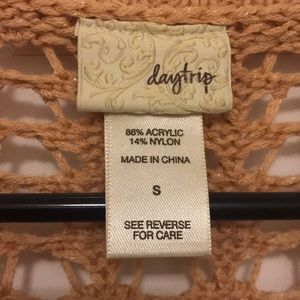 daytrip
86% ACRYLIC
14% NYLON
MADE IN CHINA
S
SEE REVERSE
FOR CARE